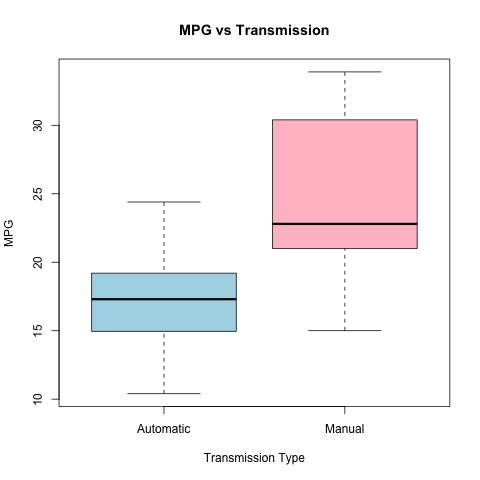 MPG vs Transmission
MPG
30
25
20
15
10
Automatic Manual
Transmission Type